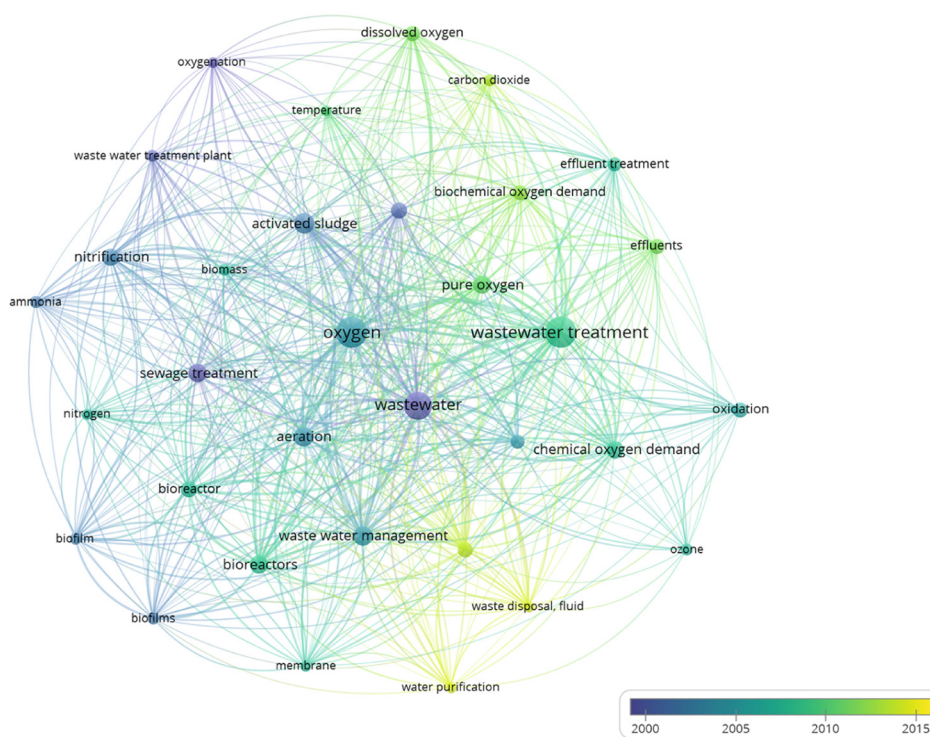 dissolved oxygen
oxygenation
carbon dioxide
temperature
waste water treatment plant
effluent treatment
biochemical oxygen demand
activated sludge
effluents
nitrification
biomass
pure oxygen
ammonia
oxygen
wastewater treatment
sewage treatment
wastewater
nitrogen
oxidation
aeration
chemical oxygen demand
bioreactor
waste water management
biofilm
ozone
bioreactors
waste disposal, fluid
biofilms
membrane
water purification
2000 2005 2010 2015